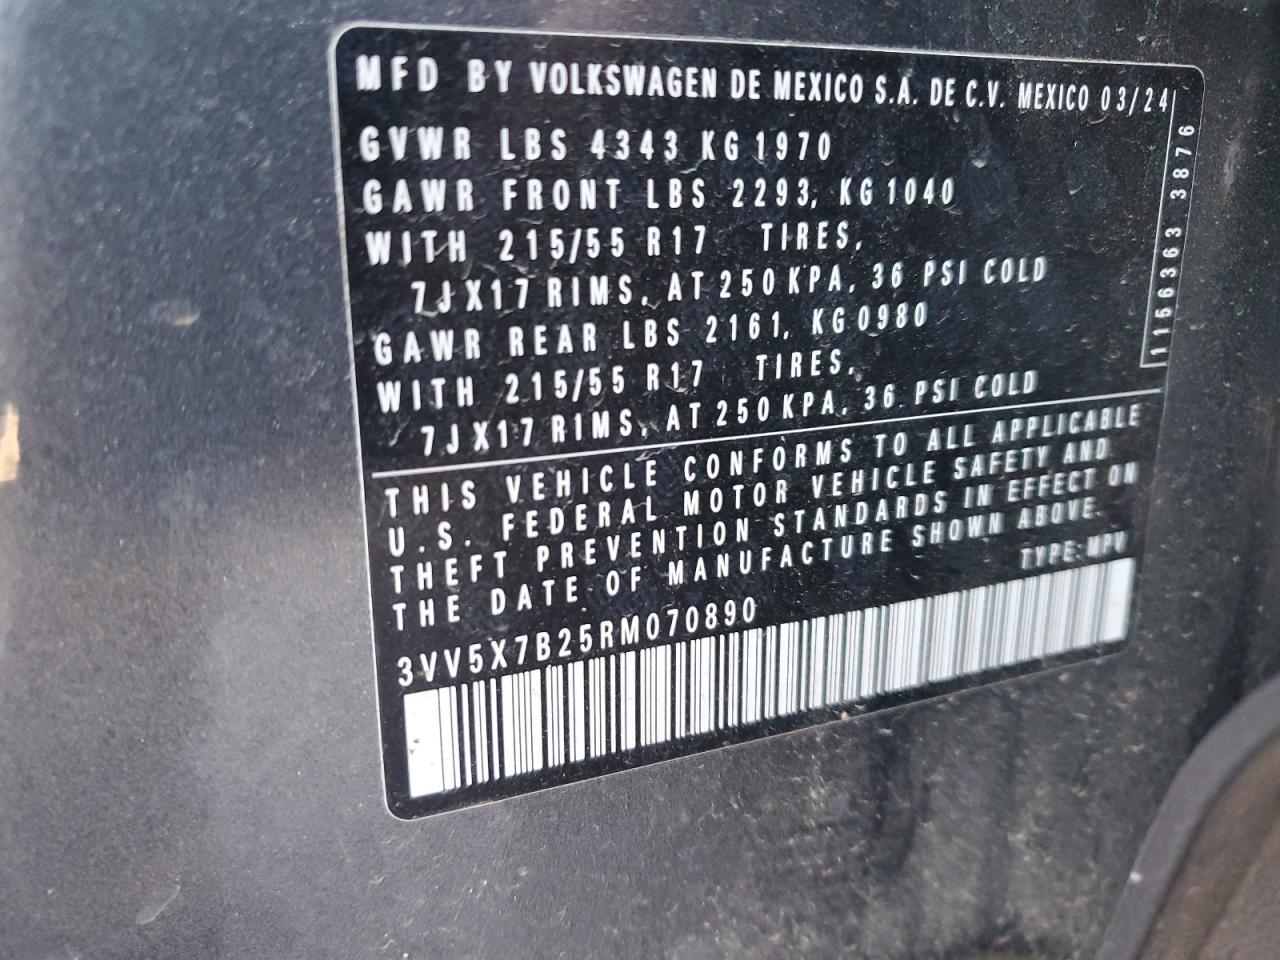 MFD BY VOLKSWAGEN DE MEXICO S.A. DE C.V. MEXICO 03/24
GVWR LBS 4343 KG 1970
GAWR FRONT LBS 2293, KG 1040
WITH 215/55 R17 TIRES,
7JX17 RIMS, AT 250 KPA, 36 PSI COLD
GAWR REAR LBS 2161, KG 0980
WITH 215/55 R17 TIRES,
7JX17 RIMS, AT 250 KPA, 36 PSI COLD
1156363 3876
THIS VEHICLE CONFORMS TO ALL APPLICABLE
U.S. FEDERAL MOTOR VEHICLE SAFETY AND
THEFT PREVENTION STANDARDS IN EFFECT ON
THE DATE OF MANUFACTURE SHOWN ABOVE.
TYPE:MPV
3VV5X7B25RM070890